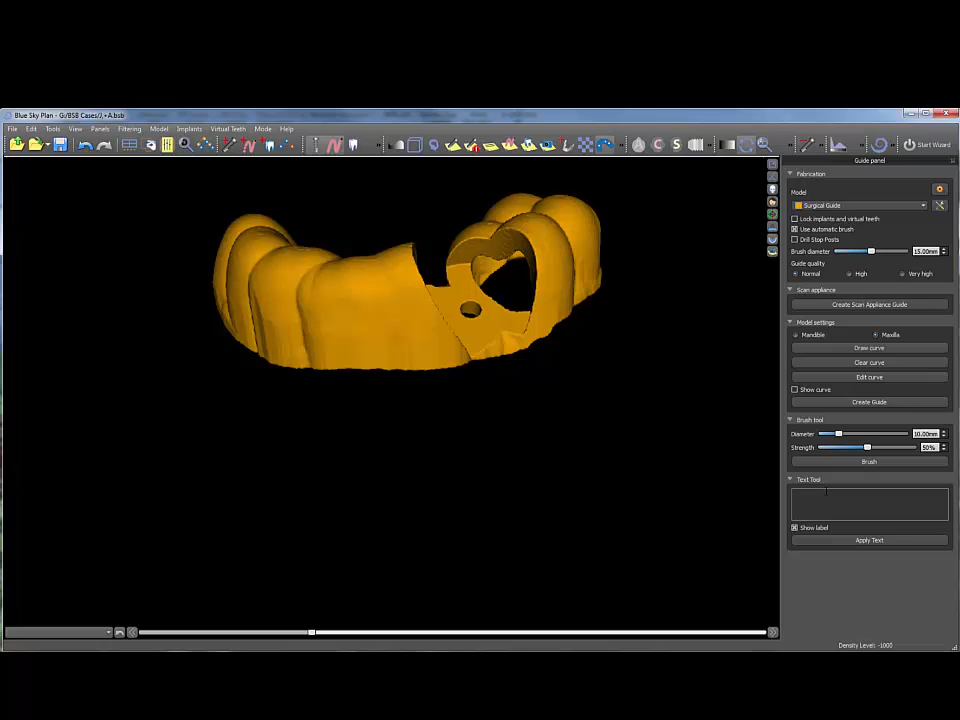 Blue Sky Plan - G:/BSB Cases/J,+A.bsb
File Edit Tools View Panels Filtering Model Implants Virtual Teeth Mode Help
Start Wizard
Guide panel
Fabrication
Model
Surgical Guide
Lock implants and virtual teeth
Use automatic brush
Drill Stop Posts
Brush diameter 15.00mm
Guide quality
Normal High Very high
Scan appliance
Create Scan Appliance Guide
Model settings
Mandible Maxilla
Draw curve
Clear curve
Edit curve
Show curve
Create Guide
Brush tool
Diameter 10.00mm
Strength 50%
Brush
Text Tool
Show label
Apply Text
Density Level: -1000